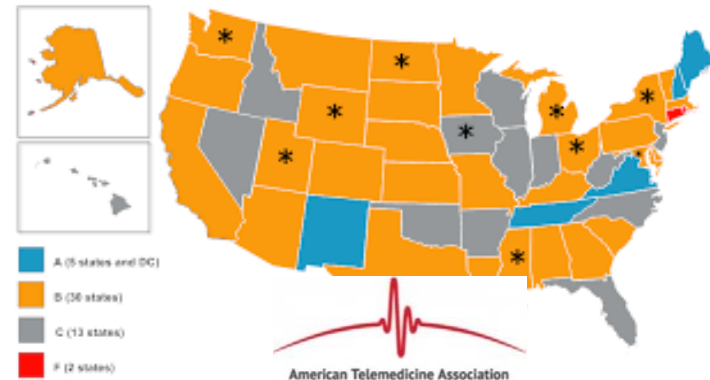 A (5 states and DC)
B (30 states)
C (13 states)
F (2 states)
American Telemedicine Association